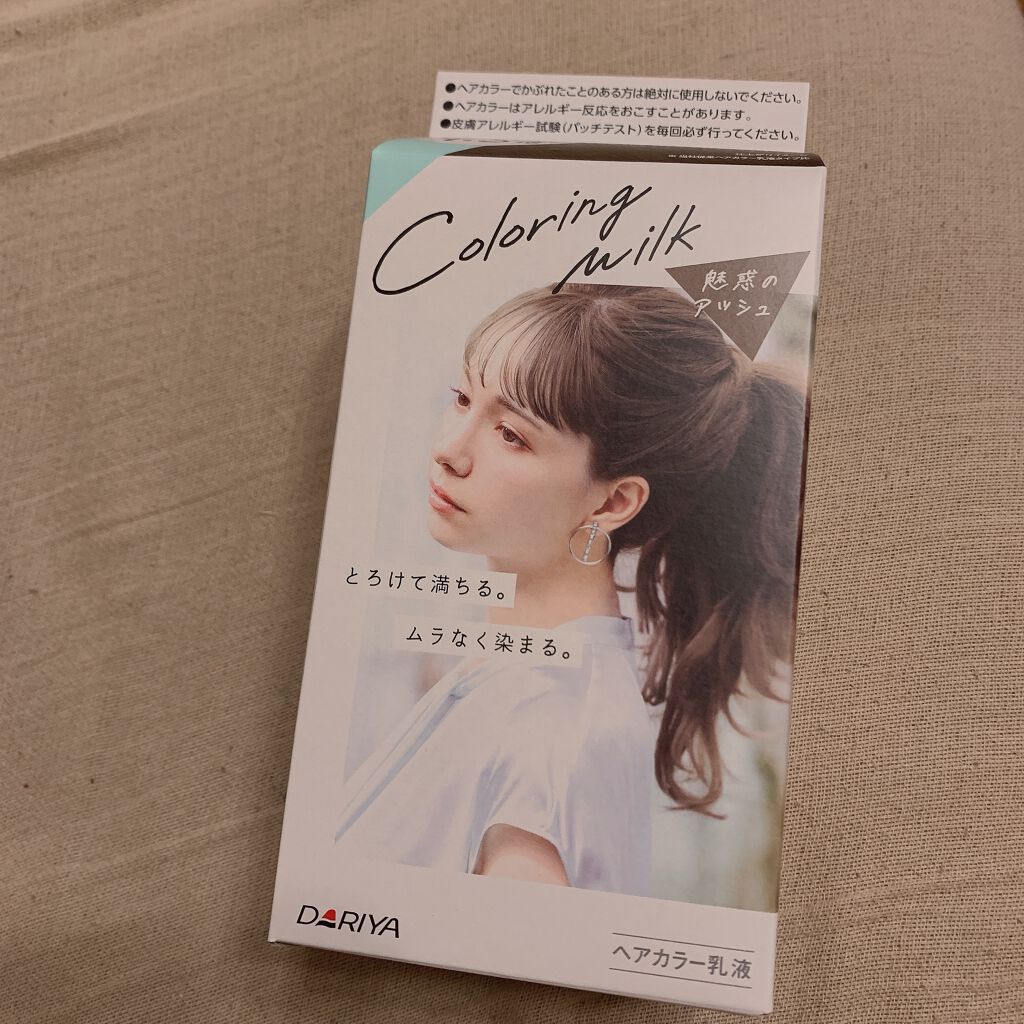 ●ヘアカラーでかぶれたことのある方は絶対に使用しないでください。
●ヘアカラーはアレルギー反応をおこすことがあります。
●皮膚アレルギー試験(パッチテスト)を毎回必ず行ってください。
Coloring
milk
魅惑の
アッシュ
とろけて満ちる。
ムラなく染まる。
DARIYA
ヘアカラー乳液